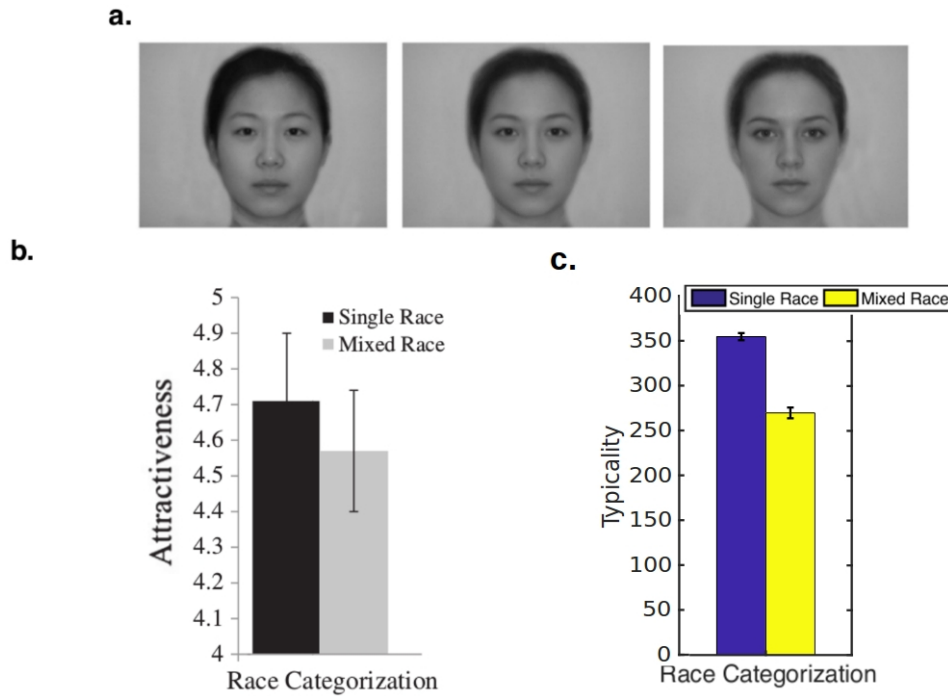 a.
b.
5
4.9
4.8
4.7
4.6
4.5
4.4
4.3
4.2
4.1
4
Attractiveness
Single Race
Mixed Race
Race Categorization
c.
400
350
300
250
200
150
100
50
0
Typicality
Single Race Mixed Race
Race Categorization